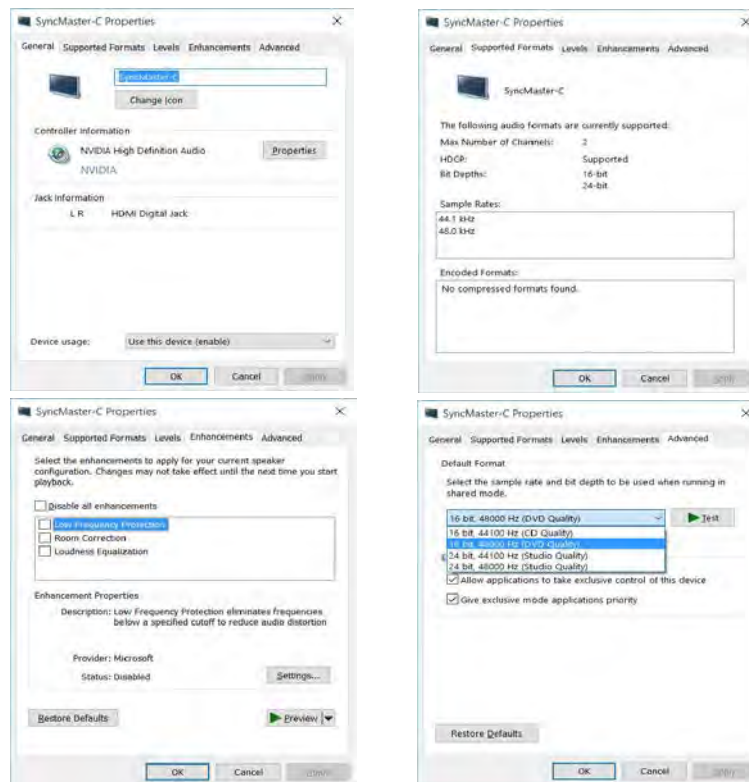 SyncMaster-C Properties
General Supported Formats Levels Enhancements Advanced
SyncMaster-C
Change Icon
Controller Information
NVIDIA High Definition Audio Properties
NVIDIA
Jack Information
L R HDMI Digital Jack
Device usage: Use this device (enable)
OK Cancel Apply
SyncMaster-C Properties
General Supported Formats Levels Enhancements Advanced
SyncMaster-C
The following audio formats are currently supported:
Max Number of Channels: 2
HDCP: Supported
Bit Depths: 16-bit
24-bit
Sample Rates:
44.1 kHz
48.0 kHz
Encoded Formats:
No compressed formats found.
OK Cancel Apply
SyncMaster-C Properties
General Supported Formats Levels Enhancements Advanced
Select the enhancements to apply for your current speaker
configuration. Changes may not take effect until the next time you start
playback.
Disable all enhancements
Low Frequency Protection
Room Correction
Loudness Equalization
Enhancement Properties
Description: Low Frequency Protection eliminates frequencies
below a specified cutoff to reduce audio distortion
Provider: Microsoft
Status: Disabled Settings...
Restore Defaults Preview
OK Cancel Apply
SyncMaster-C Properties
General Supported Formats Levels Enhancements Advanced
Default Format
Select the sample rate and bit depth to be used when running in
shared mode.
16 bit, 48000 Hz (DVD Quality) Test
16 bit, 44100 Hz (CD Quality)
16 bit, 48000 Hz (DVD Quality)
24 bit, 44100 Hz (Studio Quality)
24 bit, 48000 Hz (Studio Quality)
Allow applications to take exclusive control of this device
Give exclusive mode applications priority
Restore Defaults
OK Cancel Apply